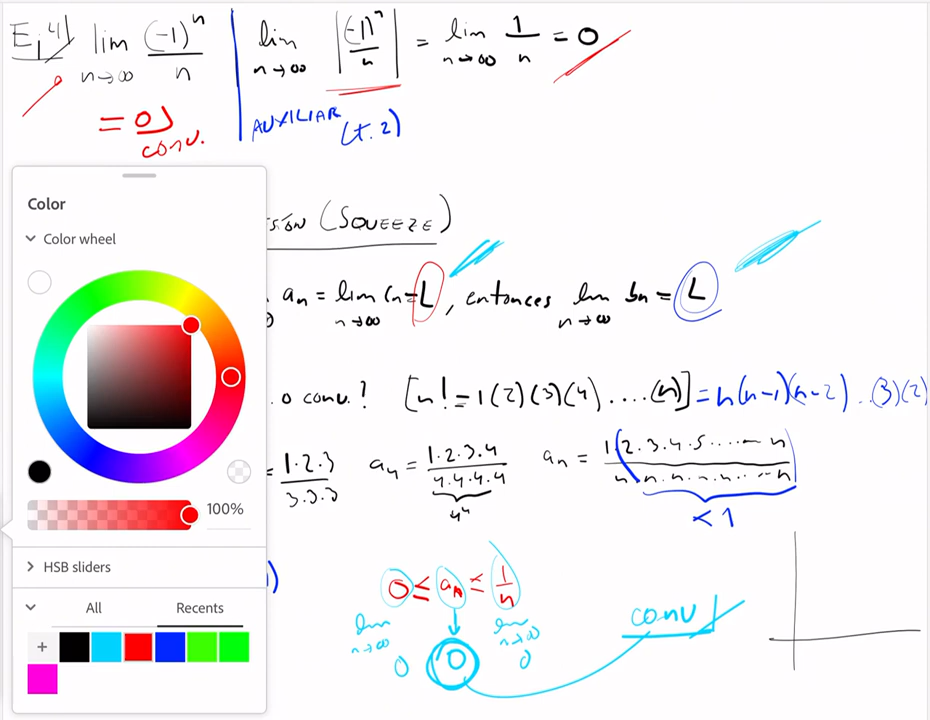 Ej 4) lim n→∞ (-1)^n / n | lim n→∞ |(-1)^n / n| = lim n→∞ 1/n = 0
= 0 conv.
AUXILIAR (t. 2)
Color
Color wheel
SIÓN (SQUEEZE)
an = lim n→∞ Cn = L, entonces lim n→∞ bn = L
o conv? [n! = 1(2)(3)(4) .... (n)] = n(n-1)(n-2) ..(3)(2)
= 1·2·3 / 3·3·3 a4 = 1·2·3·4 / 4·4·4·4 an = 1·2·3·4·5····· n / n·n·n·n·n···n
4^4
< 1
100%
HSB sliders
0 ≤ an ≤ 1/n
lim n→∞ 0
0
lim n→∞ 0
conv
All Recents
+